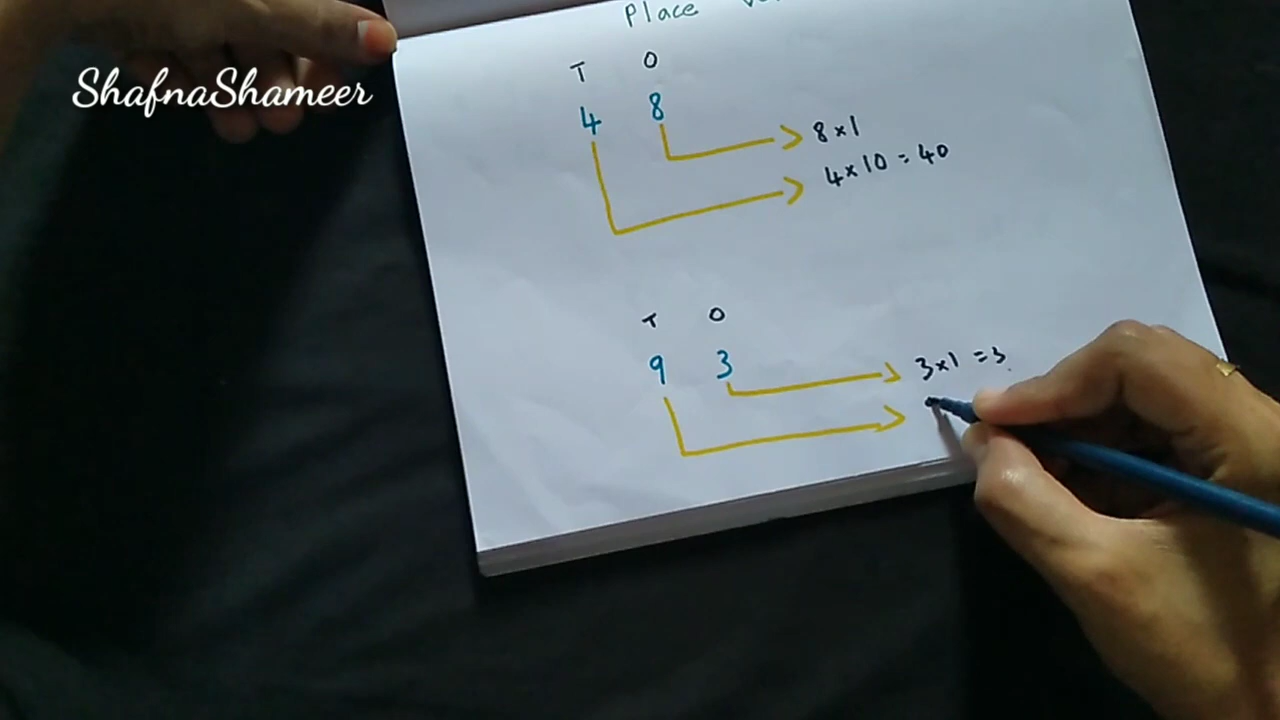 ShafnaShameer
Place
T O
4 8
8×1
4×10 = 40
T O
9 3
3×1 = 3